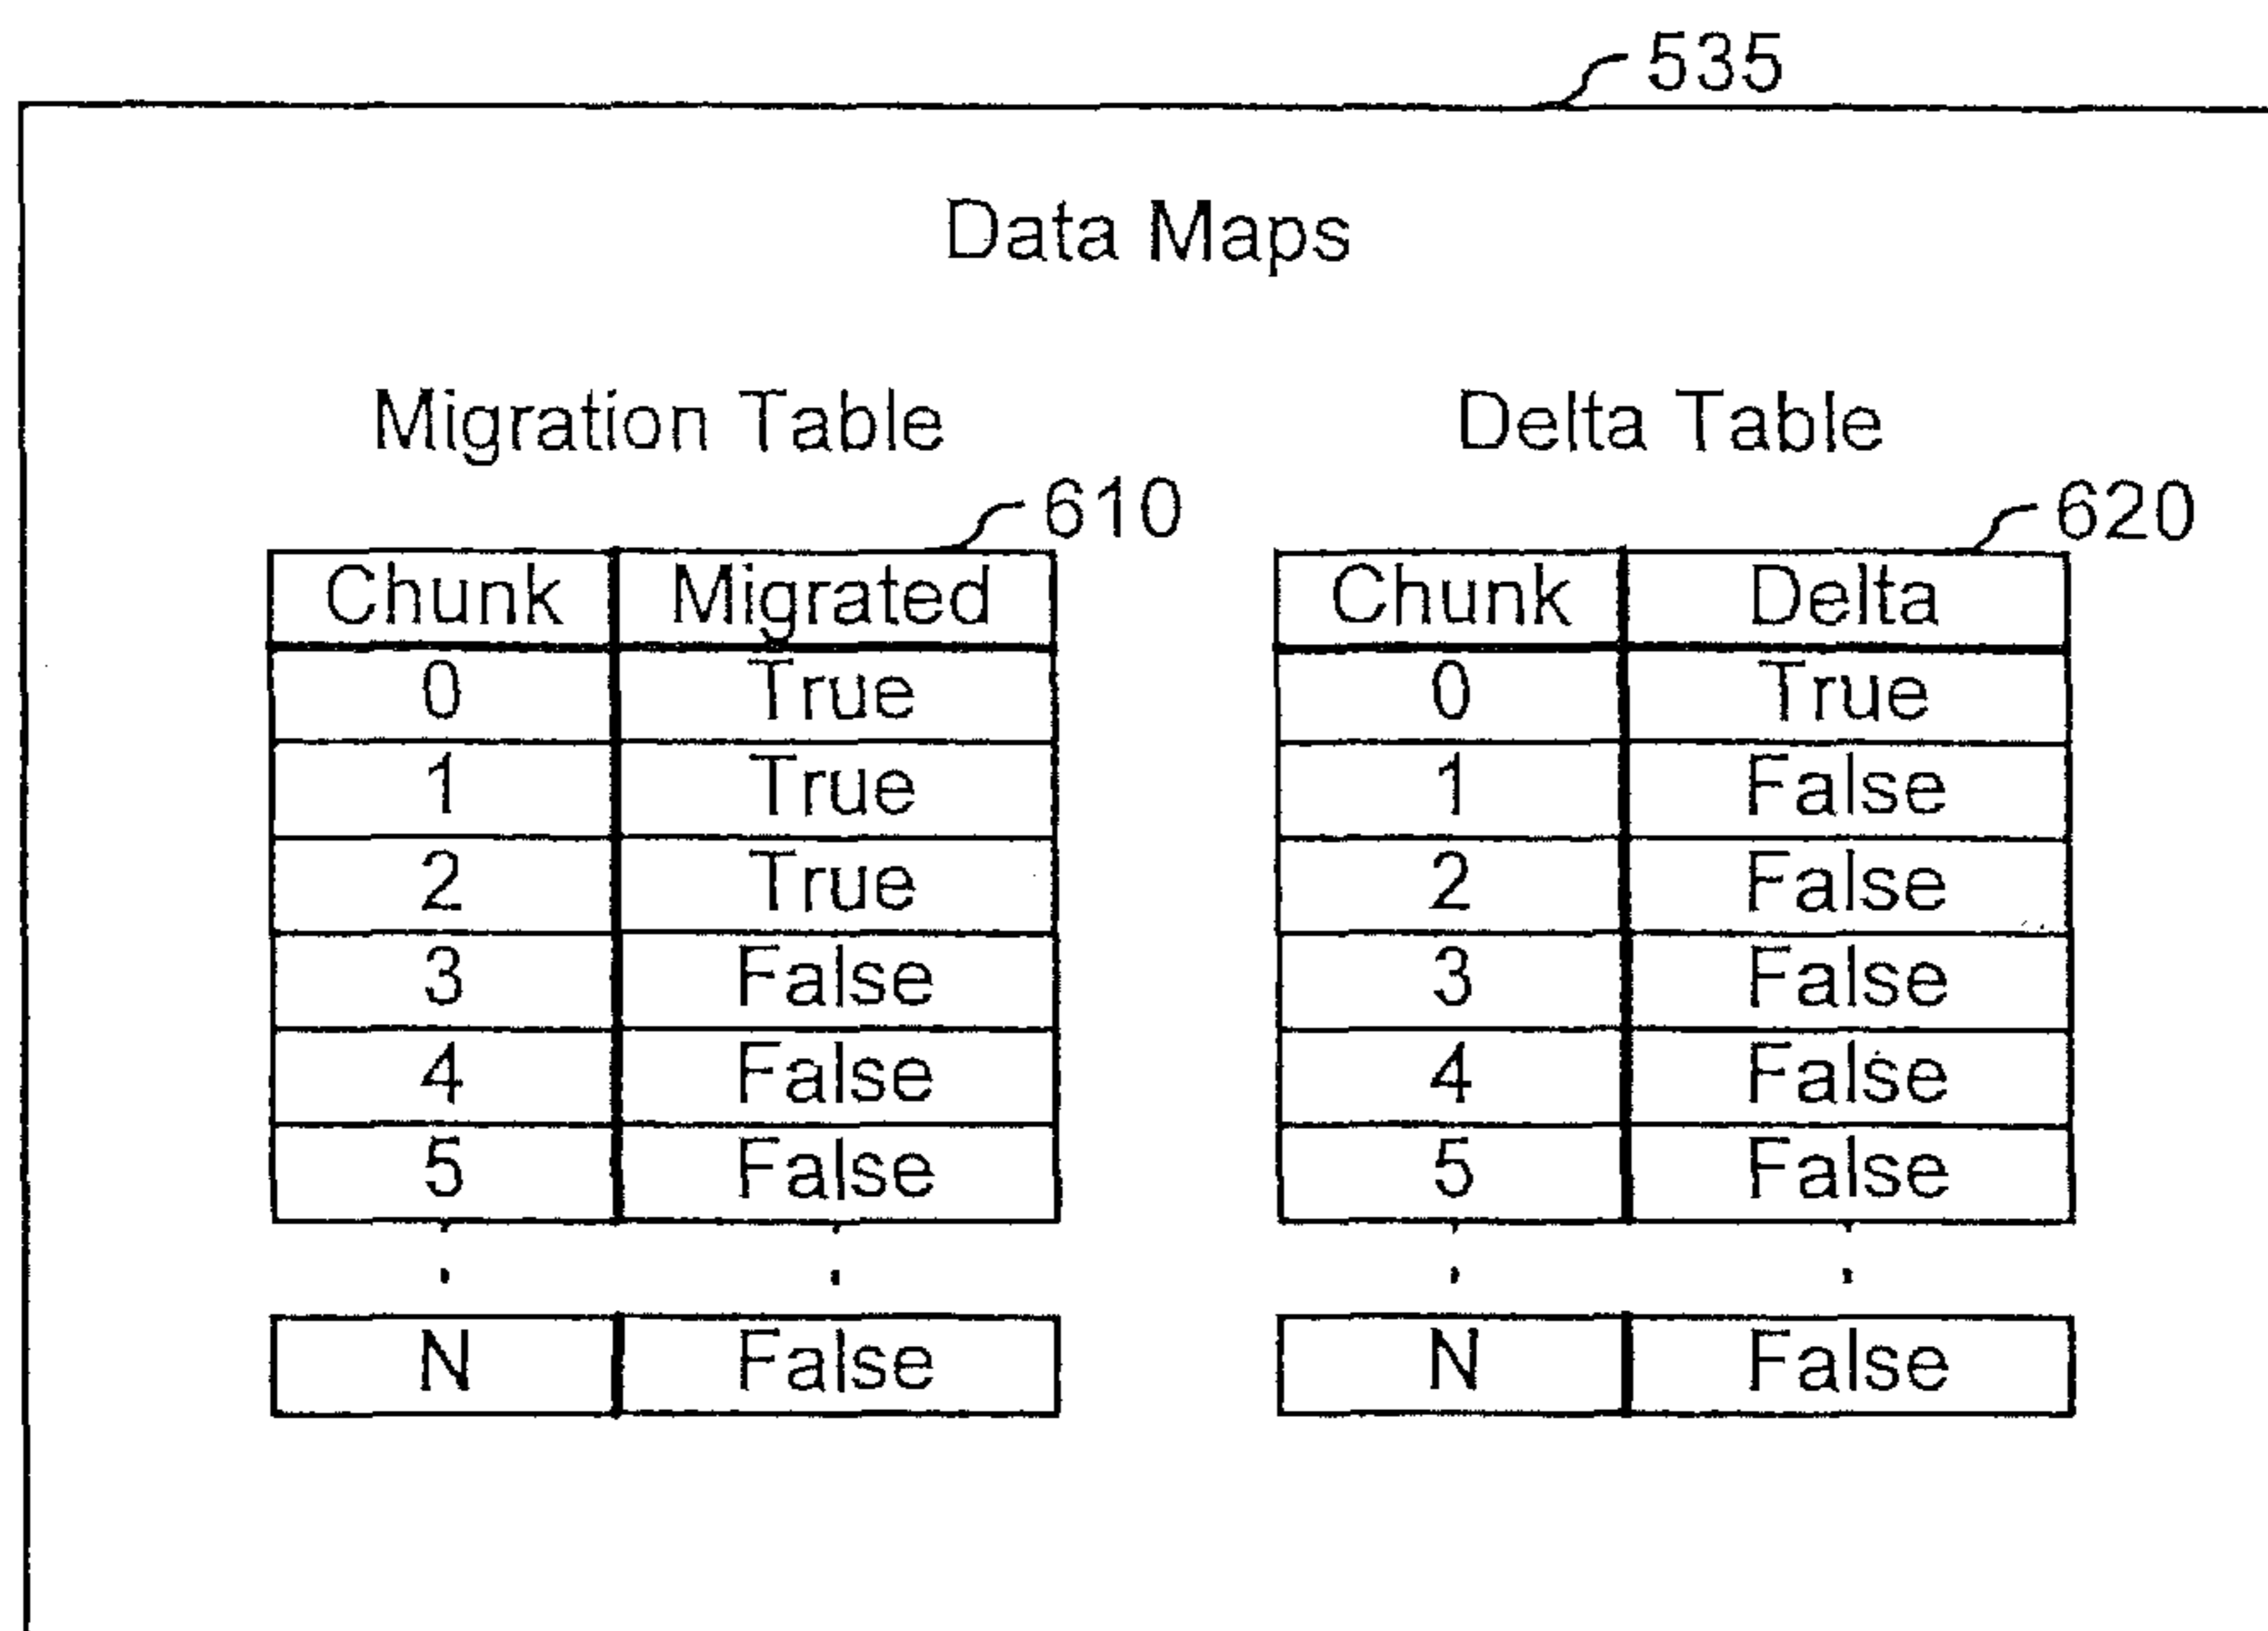 535
Data Maps
Migration Table
610
Chunk Migrated
0 True
1 True
2 True
3 False
4 False
5 False
N False
Delta Table
620
Chunk Delta
0 True
1 False
2 False
3 False
4 False
5 False
N False